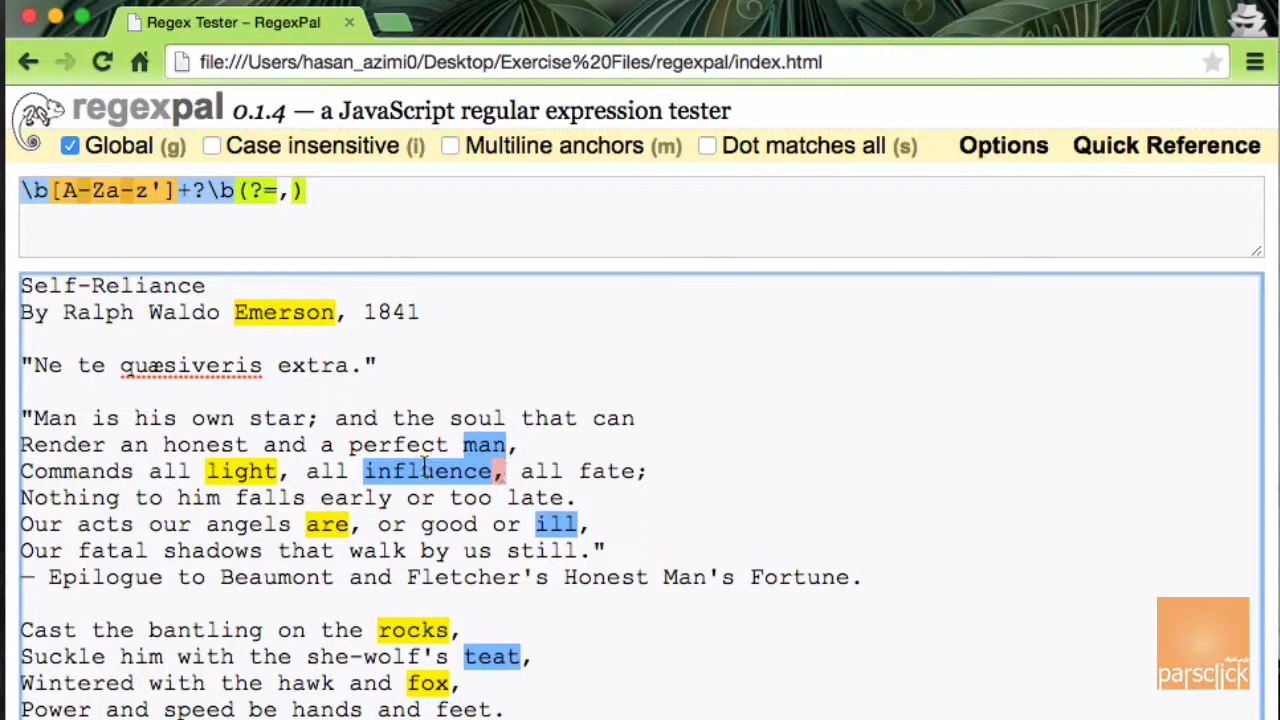 Regex Tester – RegexPal
file:///Users/hasan_azimi0/Desktop/Exercise%20Files/regexpal/index.html
regexpal 0.1.4 — a JavaScript regular expression tester
Global (g) Case insensitive (i) Multiline anchors (m) Dot matches all (s) Options Quick Reference
\b[A-Za-z']+?\b(?=,)
Self-Reliance
By Ralph Waldo Emerson, 1841
"Ne te quæsiveris extra."
"Man is his own star; and the soul that can
Render an honest and a perfect man,
Commands all light, all influence, all fate;
Nothing to him falls early or too late.
Our acts our angels are, or good or ill,
Our fatal shadows that walk by us still."
— Epilogue to Beaumont and Fletcher's Honest Man's Fortune.
Cast the bantling on the rocks,
Suckle him with the she-wolf's teat,
Wintered with the hawk and fox,
Power and speed be hands and feet.
parsclick